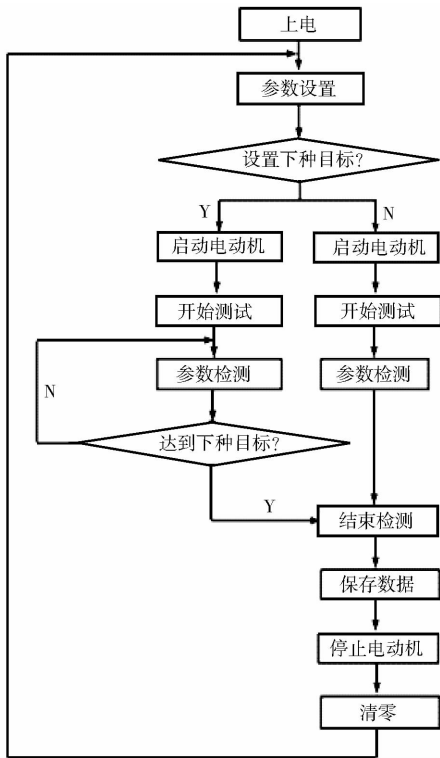 上电
参数设置
设置下种目标?
Y
N
启动电动机
启动电动机
开始测试
开始测试
参数检测
参数检测
N
达到下种目标?
Y
结束检测
保存数据
停止电动机
清零